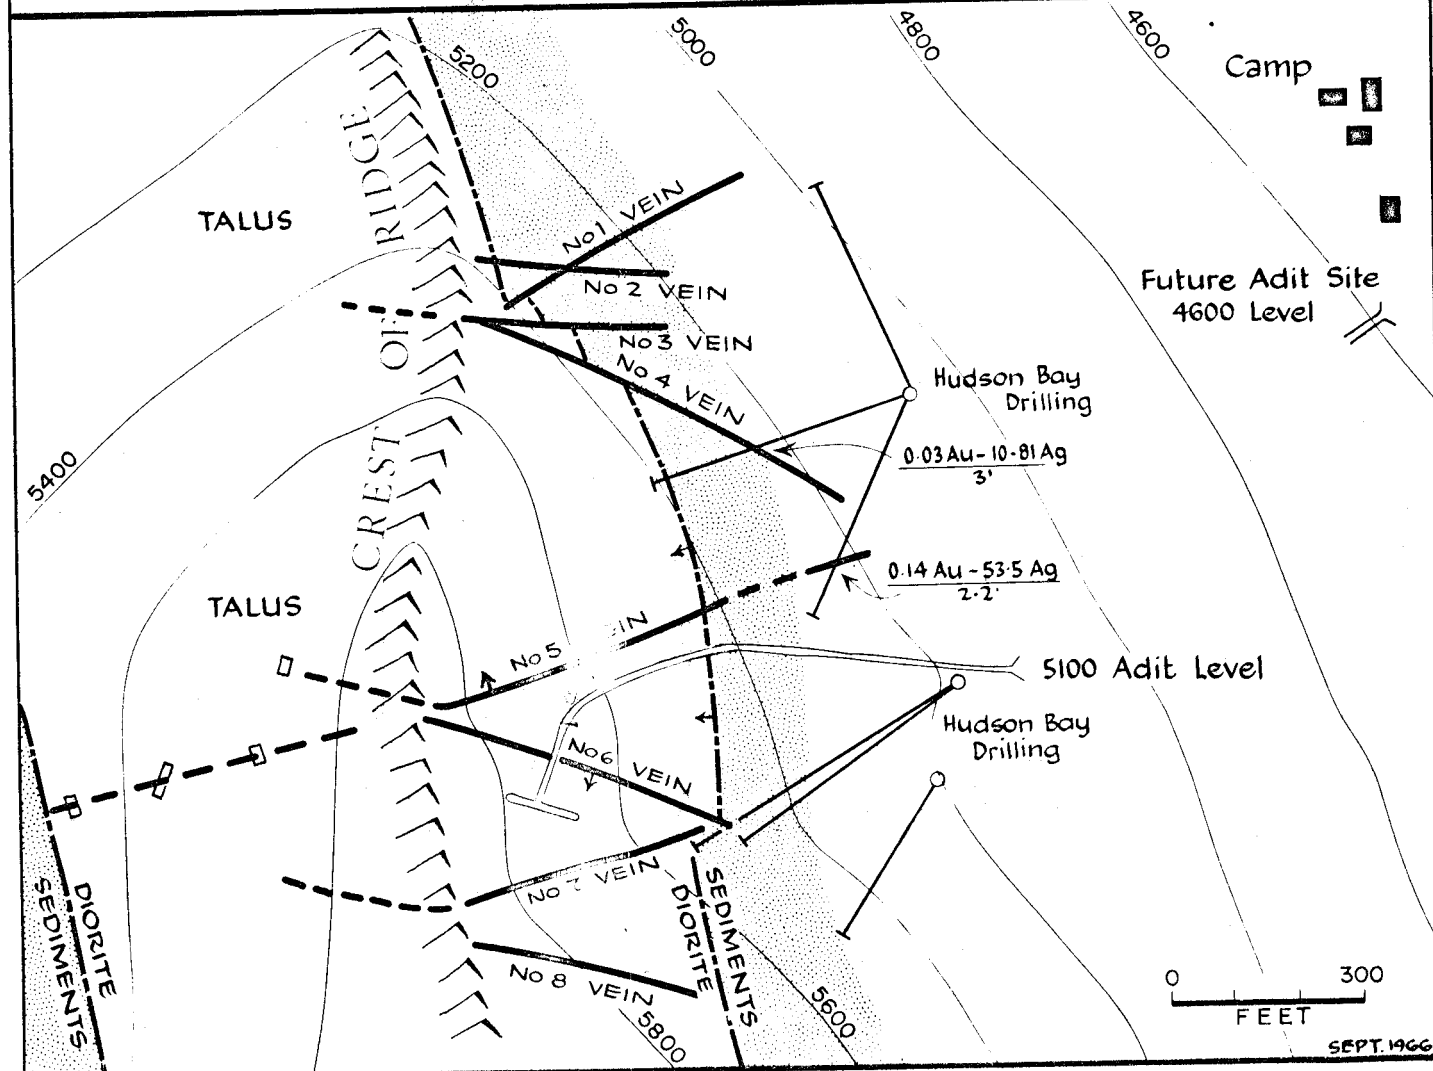 5200
5000
4800
4600
Camp
CREST OF RIDGE
TALUS
No 1 VEIN
No 2 VEIN
No 3 VEIN
No 4 VEIN
Future Adit Site
4600 Level
Hudson Bay
Drilling
0.03 Au - 10.81 Ag
3'
5400
0.14 Au - 53.5 Ag
2.2'
TALUS
No 5
5100 Adit Level
Hudson Bay
Drilling
No 6 VEIN
No 7 VEIN
DIORITE
SEDIMENTS
SEDIMENTS
DIORITE
No 8 VEIN
5600
5800
0 300
FEET
SEPT. 1966